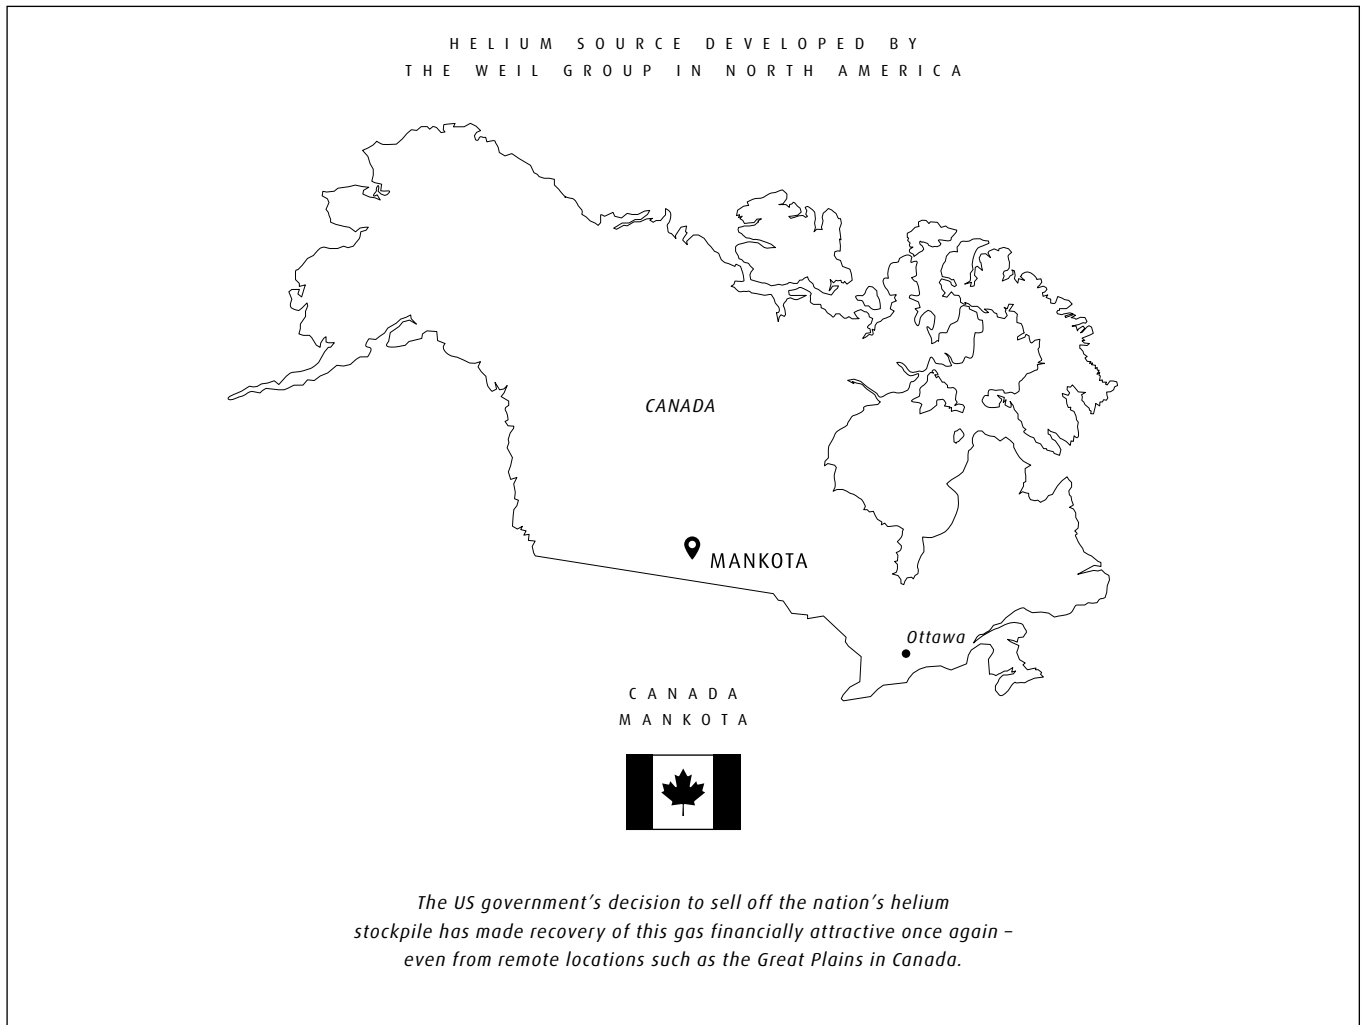 HELIUM SOURCE DEVELOPED BY
THE WEIL GROUP IN NORTH AMERICA
CANADA
MANKOTA
Ottawa
CANADA
MANKOTA
The US government’s decision to sell off the nation’s helium
stockpile has made recovery of this gas financially attractive once again –
even from remote locations such as the Great Plains in Canada.